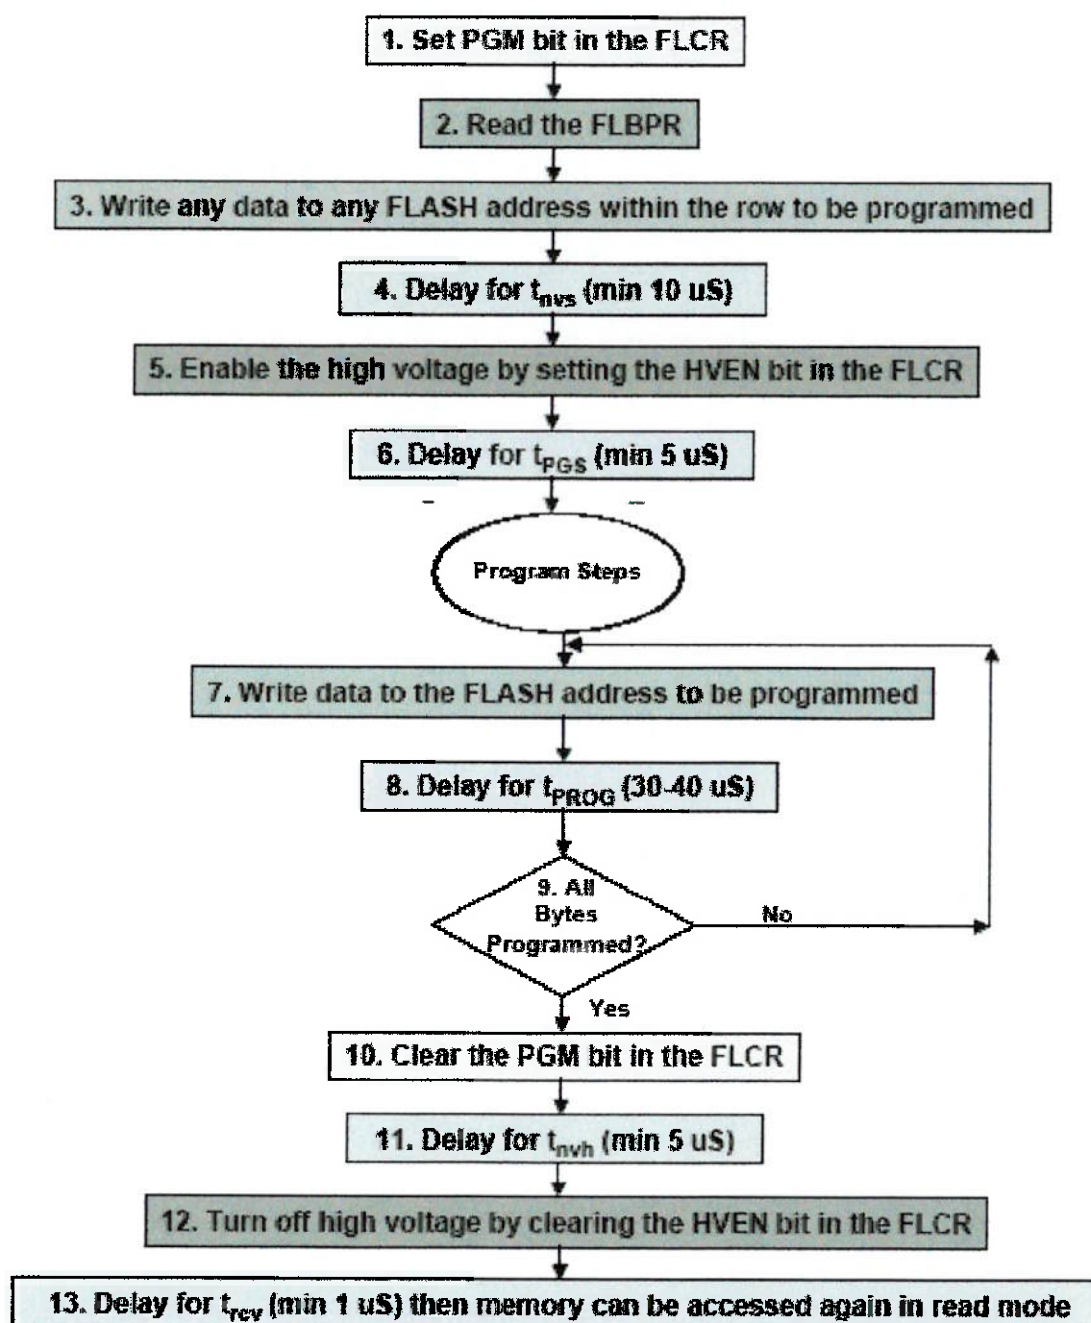 1. Set PGM bit in the FLCR
2. Read the FLBPR
3. Write any data to any FLASH address within the row to be programmed
4. Delay for tnvs (min 10 uS)
5. Enable the high voltage by setting the HVEN bit in the FLCR
6. Delay for tPGS (min 5 uS)
Program Steps
7. Write data to the FLASH address to be programmed
8. Delay for tPROG (30-40 uS)
9. All
Bytes
Programmed?
No
Yes
10. Clear the PGM bit in the FLCR
11. Delay for tnvh (min 5 uS)
12. Turn off high voltage by clearing the HVEN bit in the FLCR
13. Delay for trcv (min 1 uS) then memory can be accessed again in read mode